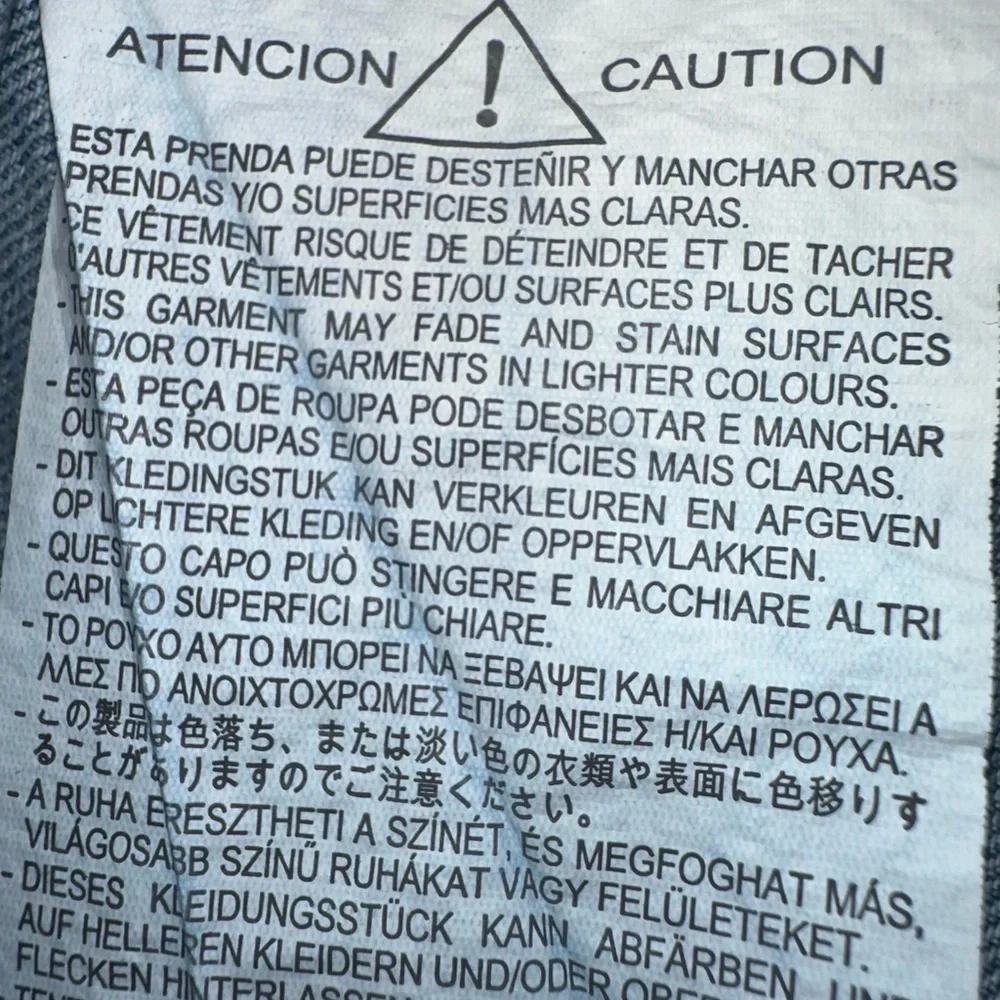 ATENCION ! CAUTION
ESTA PRENDA PUEDE DESTEÑIR Y MANCHAR OTRAS
PRENDAS Y/O SUPERFICIES MAS CLARAS.
CE VÊTEMENT RISQUE DE DÉTEINDRE ET DE TACHER
D'AUTRES VÊTEMENTS ET/OU SURFACES PLUS CLAIRS.
-THIS GARMENT MAY FADE AND STAIN SURFACES
AND/OR OTHER GARMENTS IN LIGHTER COLOURS.
- ESTA PEÇA DE ROUPA PODE DESBOTAR E MANCHAR
OUTRAS ROUPAS E/OU SUPERFÍCIES MAIS CLARAS.
- DIT KLEDINGSTUK KAN VERKLEUREN EN AFGEVEN
OP LICHTERE KLEDING EN/OF OPPERVLAKKEN.
- QUESTO CAPO PUÒ STINGERE E MACCHIARE ALTRI
CAPI E/O SUPERFICI PIÙ CHIARE.
- ΤΟ ΡΟΥΧΟ ΑΥΤΟ ΜΠΟΡΕΙ ΝΑ ΞΕΒΑΨΕΙ ΚΑΙ ΝΑ ΛΕΡΩΣΕΙ Α
ΛΛΕΣ ΠΙΟ ΑΝΟΙΧΤΟΧΡΩΜΕΣ ΕΠΙΦΑΝΕΙΕΣ Η/ΚΑΙ ΡΟΥΧΑ.
- この製品は色落ち、または淡い色の衣類や表面に色移りす
ることがありますのでご注意ください。
- A RUHA ERESZTHETI A SZÍNÉT, ÉS MEGFOGHAT MÁS,
VILÁGOSABB SZÍNŰ RUHÁKAT VAGY FELÜLETEKET.
- DIESES KLEIDUNGSSTÜCK KANN ABFÄRBEN UND
AUF HELLEREN KLEIDERN UND/ODER
FLECKEN HINTERLASSEN